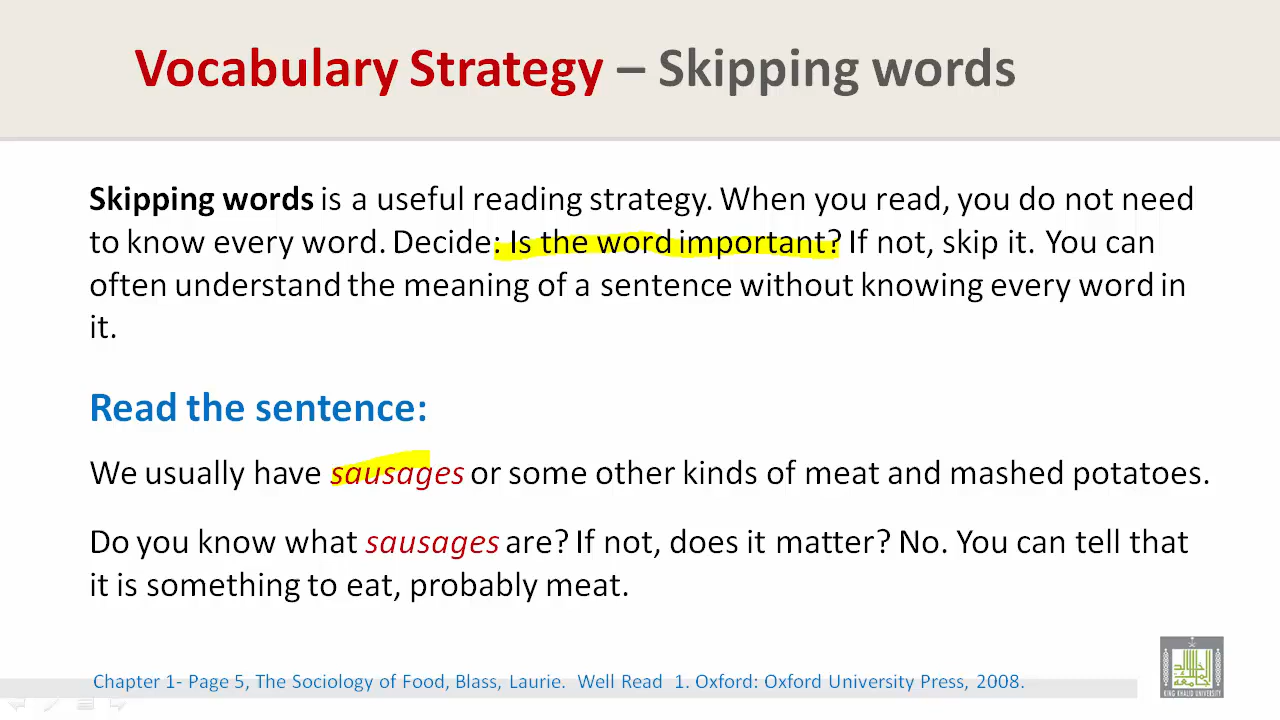 Vocabulary Strategy – Skipping words
Skipping words is a useful reading strategy. When you read, you do not need
to know every word. Decide: Is the word important? If not, skip it. You can
often understand the meaning of a sentence without knowing every word in
it.
Read the sentence:
We usually have sausages or some other kinds of meat and mashed potatoes.
Do you know what sausages are? If not, does it matter? No. You can tell that
it is something to eat, probably meat.
Chapter 1- Page 5, The Sociology of Food, Blass, Laurie. Well Read 1. Oxford: Oxford University Press, 2008.
KING KHALID UNIVERSITY